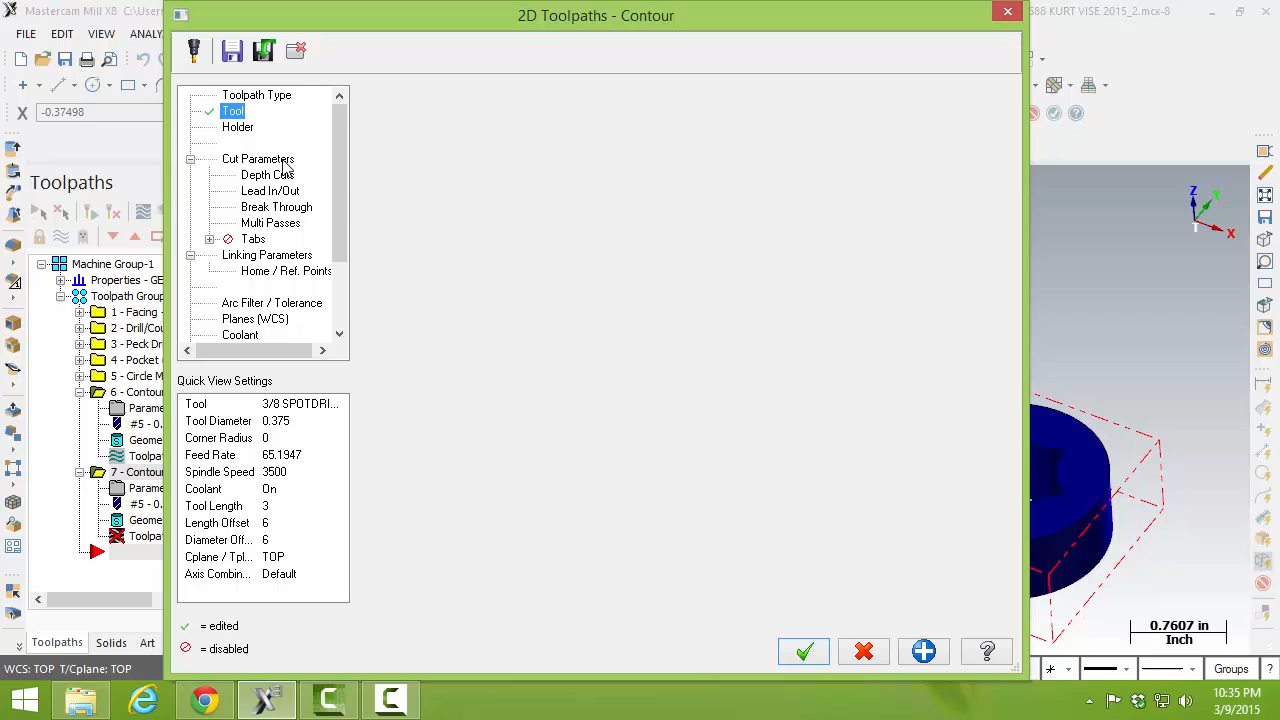 Mastercam Mill X8 C:\Users
2D Toolpaths - Contour
588 KURT VISE 2015_2.mcx-8
FILE EDIT VIEW ANALY
X -0.37498
Toolpaths
Machine Group-1
Properties - GE
Toolpath Group
1 - Facing -
2 - Drill/Cou
3 - Peck Dr
4 - Pocket
5 - Circle M
6 - Contou
Parame
#5 - 0.
Geome
Toolpa
7 - Contou
Parame
#5 - 0.
Geome
Toolpa
Toolpaths Solids Art
WCS: TOP T/Cplane: TOP
Toolpath Type
Tool
Holder
Cut Parameters
Depth Cuts
Lead In/Out
Break Through
Multi Passes
Tabs
Linking Parameters
Home / Ref. Points
Arc Filter / Tolerance
Planes (WCS)
Coolant
Quick View Settings
Tool 3/8 SPOTDRI...
Tool Diameter 0.375
Corner Radius 0
Feed Rate 65.1947
Spindle Speed 3500
Coolant On
Tool Length 3
Length Offset 6
Diameter Off... 6
Cplane / Tpl... TOP
Axis Combin... Default
= edited
= disabled
Z
Y
X
0.7607 in
Inch
Groups ?
10:35 PM
3/9/2015